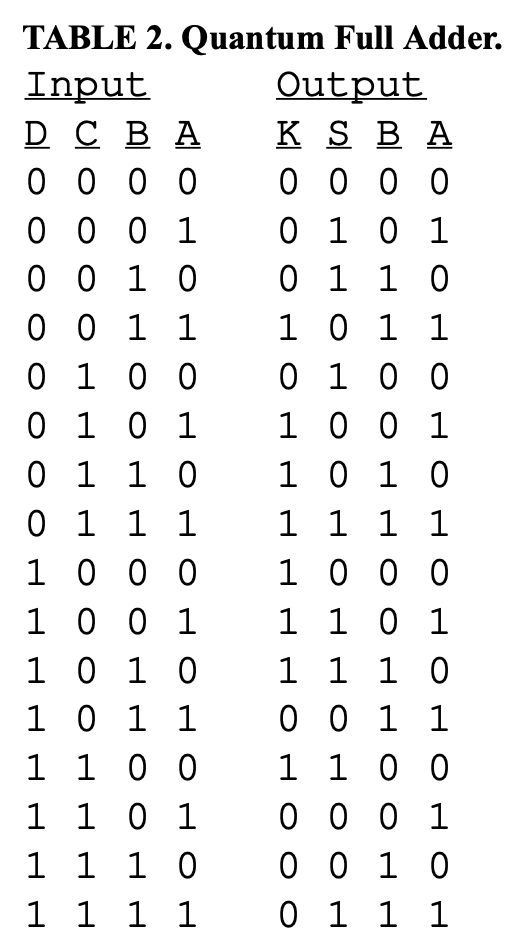 TABLE 2. Quantum Full Adder.
Input Output
D C B A K S B A
0 0 0 0 0 0 0 0
0 0 0 1 0 1 0 1
0 0 1 0 0 1 1 0
0 0 1 1 1 0 1 1
0 1 0 0 0 1 0 0
0 1 0 1 1 0 0 1
0 1 1 0 1 0 1 0
0 1 1 1 1 1 1 1
1 0 0 0 1 0 0 0
1 0 0 1 1 1 0 1
1 0 1 0 1 1 1 0
1 0 1 1 0 0 1 1
1 1 0 0 1 1 0 0
1 1 0 1 0 0 0 1
1 1 1 0 0 0 1 0
1 1 1 1 0 1 1 1